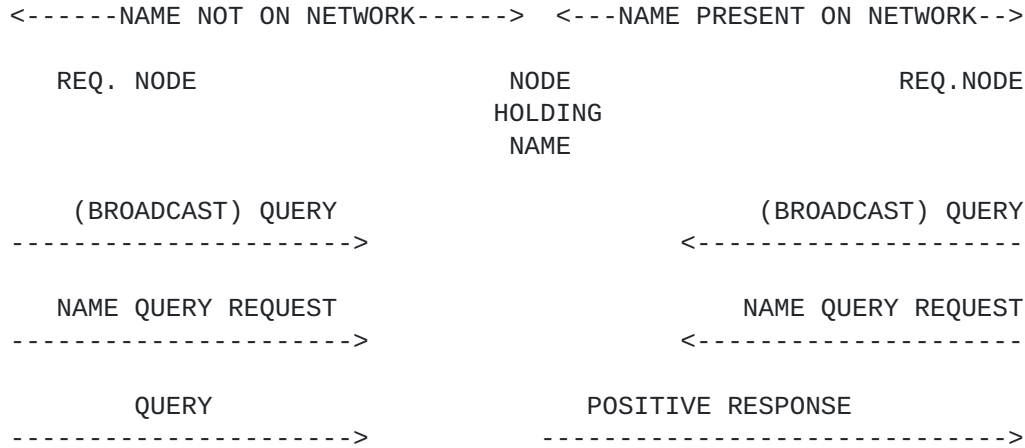 <------NAME NOT ON NETWORK------> <---NAME PRESENT ON NETWORK-->
REQ. NODE NODE REQ.NODE
HOLDING
NAME
(BROADCAST) QUERY (BROADCAST) QUERY
----------------------> <---------------------
NAME QUERY REQUEST NAME QUERY REQUEST
----------------------> <---------------------
QUERY POSITIVE RESPONSE
----------------------> ------------------------------>